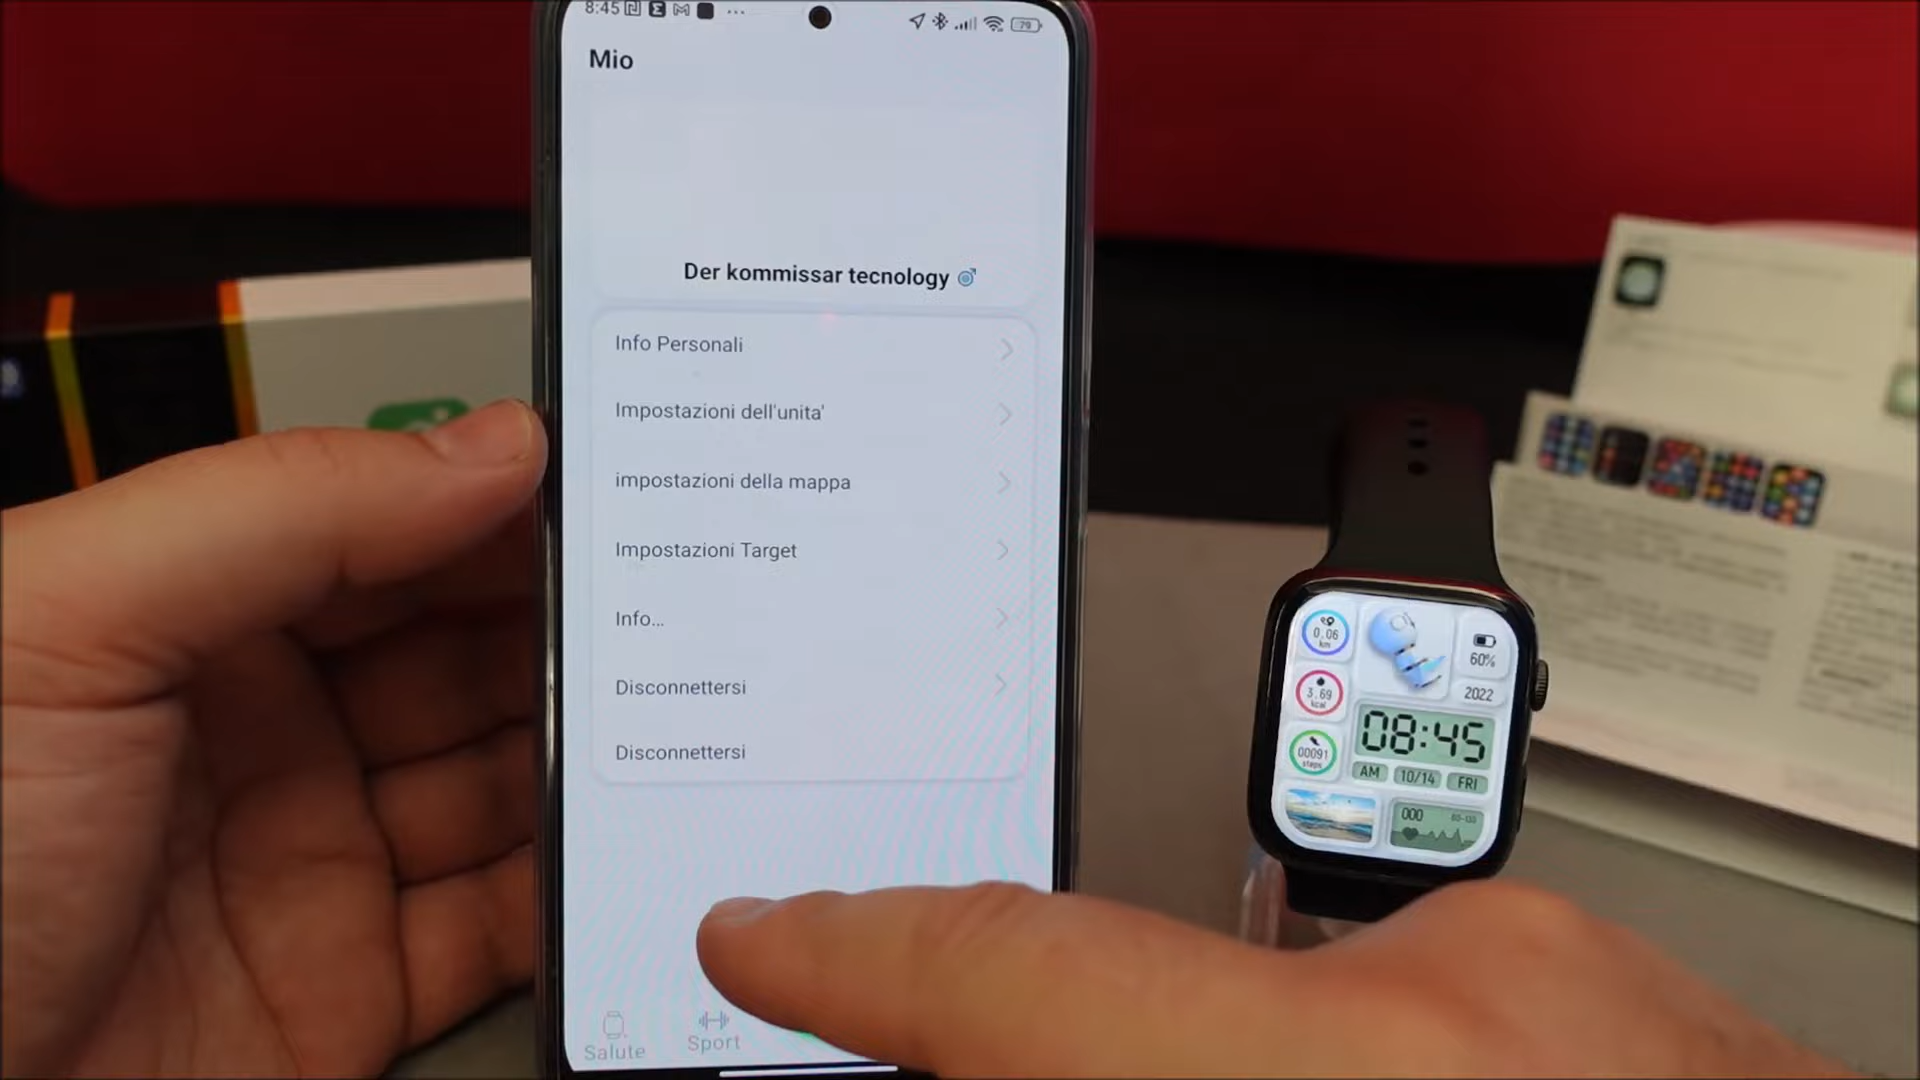 8:45
79
Mio
Der kommissar tecnology
Info Personali
Impostazioni dell'unita'
impostazioni della mappa
Impostazioni Target
Info...
Disconnettersi
Disconnettersi
Salute
Sport
0.06
km
3.69
kcal
00091
steps
60%
2022
08:45
AM 10/14 FRI
000